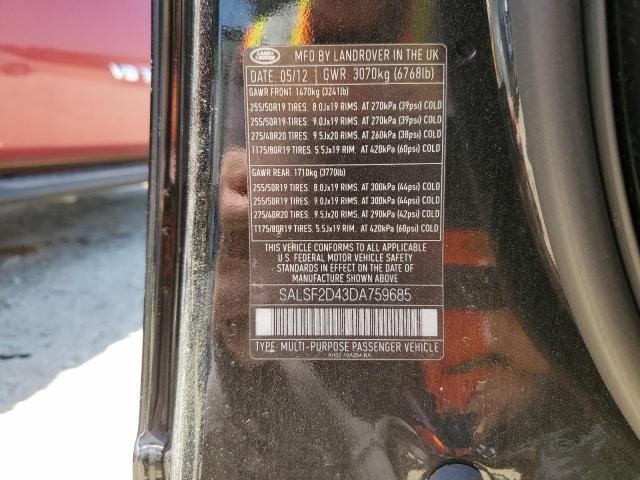 V8
LAND ROVER
MFD BY LANDROVER IN THE UK
DATE: 05/12 GWR: 3070kg (6768lb)
GAWR FRONT: 1470kg (3241lb)
255/50R19 TIRES. 8.0Jx19 RIMS. AT 270kPa (39psi) COLD
255/50R19 TIRES. 9.0Jx19 RIMS. AT 270kPa (39psi) COLD
275/40R20 TIRES. 9.5Jx20 RIMS. AT 260kPa (38psi) COLD
T175/80R19 TIRES. 5.5Jx19 RIM. AT 420kPa (60psi) COLD
GAWR REAR: 1710kg (3770lb)
255/50R19 TIRES. 8.0Jx19 RIMS. AT 300kPa (44psi) COLD
255/50R19 TIRES. 9.0Jx19 RIMS. AT 300kPa (44psi) COLD
275/40R20 TIRES. 9.5Jx20 RIMS. AT 290kPa (42psi) COLD
T175/80R19 TIRES. 5.5Jx19 RIM. AT 420kPa (60psi) COLD
THIS VEHICLE CONFORMS TO ALL APPLICABLE
U.S. FEDERAL MOTOR VEHICLE SAFETY
STANDARDS IN EFFECT ON THE DATE OF
MANUFACTURE SHOWN ABOVE
SALSF2D43DA759685
TYPE: MULTI-PURPOSE PASSENGER VEHICLE